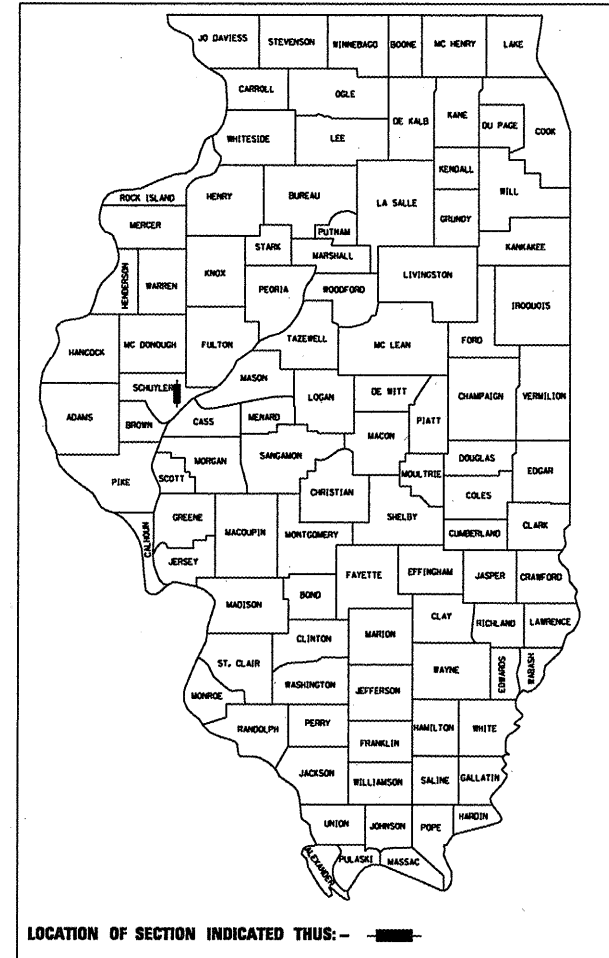 JO DAVIESS STEVENSON WINNEBAGO BOONE MC HENRY LAKE
CARROLL OGLE
DE KALB KANE DU PAGE COOK
WHITESIDE LEE
KENDALL WILL
ROCK ISLAND HENRY BUREAU LA SALLE
MERCER PUTNAM GRUNDY
STARK MARSHALL KANKAKEE
HENDERSON WARREN KNOX PEORIA WOODFORD LIVINGSTON IROQUOIS
HANCOCK MC DONOUGH FULTON TAZEWELL MC LEAN FORD
SCHUYLER MASON
ADAMS BROWN CASS MENARD LOGAN DE WITT PIATT CHAMPAIGN VERMILION
MACON
PIKE SCOTT MORGAN SANGAMON MOULTRIE DOUGLAS EDGAR
CHRISTIAN COLES
CALHOUN GREENE MACOUPIN MONTGOMERY SHELBY CUMBERLAND CLARK
JERSEY
FAYETTE EFFINGHAM JASPER CRAWFORD
MADISON BOND
CLAY RICHLAND LAWRENCE
CLINTON MARION
ST. CLAIR WAYNE EDWARDS WABASH
WASHINGTON JEFFERSON
MONROE
RANDOLPH PERRY HAMILTON WHITE
FRANKLIN
JACKSON WILLIAMSON SALINE GALLATIN
UNION JOHNSON POPE HARDIN
ALEXANDER PULASKI MASSAC
LOCATION OF SECTION INDICATED THUS: –